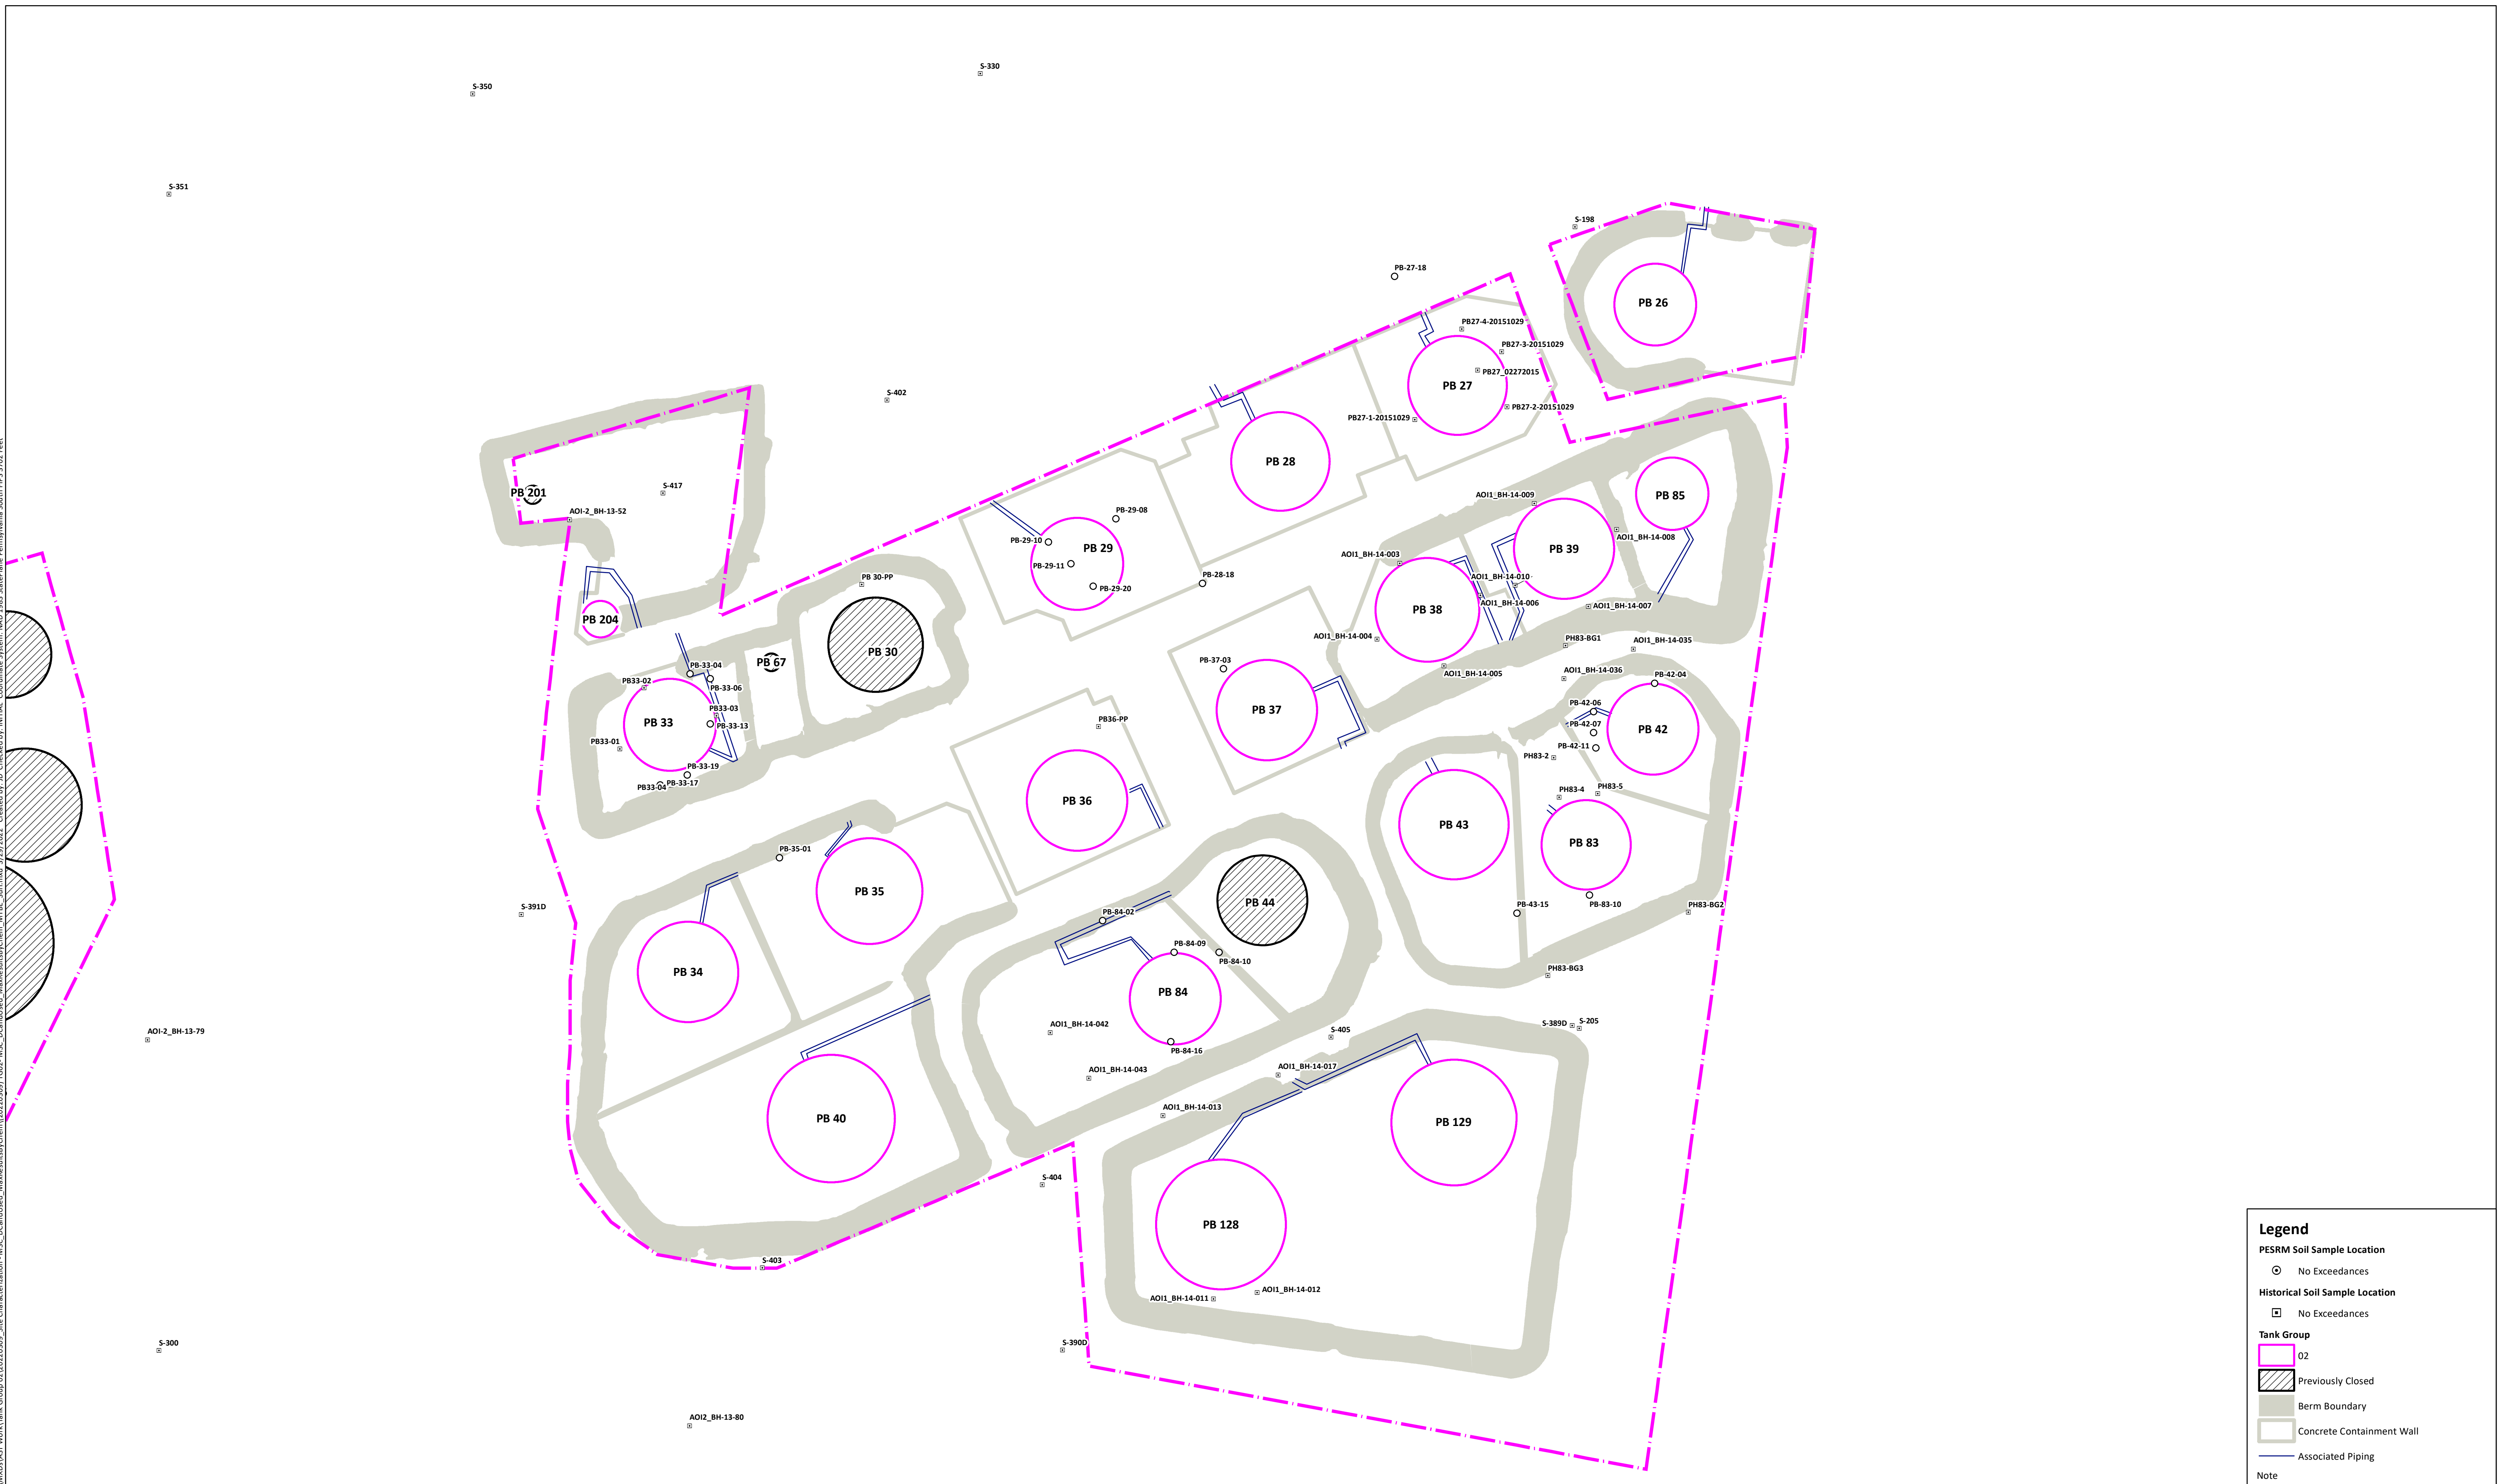 S-330
S-350
S-351
S-198
PB-27-18
PB 26
PB27-4-20151029
PB27-3-20151029
PB27_02272015
PB 27
S-402
PB27-2-20151029
PB27-1-20151029
PB 28
PB 201
S-417
PB 85
AOI1_BH-14-009
AOI-2_BH-13-52
PB-29-08
AOI1_BH-14-008
PB-29-10
PB 29
PB 39
AOI1_BH-14-003
PB-29-11
PB 30-PP
PB-28-18
AOI1_BH-14-010
PB-29-20
AOI1_BH-14-006
AOI1_BH-14-007
PB 38
PB 204
AOI1_BH-14-004
PH83-BG1
AOI1_BH-14-035
PB 30
PB 67
PB-33-04
PB-37-03
AOI1_BH-14-005
AOI1_BH-14-036
PB-42-04
PB33-02
PB-33-06
PB-42-06
PB 37
PB33-03
PB 33
PB-33-13
PB36-PP
PB-42-07
PB 42
PB33-01
PB-42-11
PH83-2
PB-33-19
PB-33-17
PB33-04
PH83-4
PH83-5
PB 36
PB 43
PB 83
PB-35-01
PB 35
PB 44
PB-83-10
PB-43-15
PH83-BG2
S-391D
PB-84-02
PB-84-09
PB-84-10
PB 34
PH83-BG3
PB 84
AOI-2_BH-13-79
AOI1_BH-14-042
S-405
S-389D
S-205
PB-84-16
AOI1_BH-14-043
AOI1_BH-14-017
AOI1_BH-14-013
PB 40
PB 129
S-404
PB 128
S-403
AOI1_BH-14-011
AOI1_BH-14-012
S-300
S-390D
AOI2_BH-13-80
Legend
PESRM Soil Sample Location
No Exceedances
Historical Soil Sample Location
No Exceedances
Tank Group
02
Previously Closed
Berm Boundary
Concrete Containment Wall
Associated Piping
Note